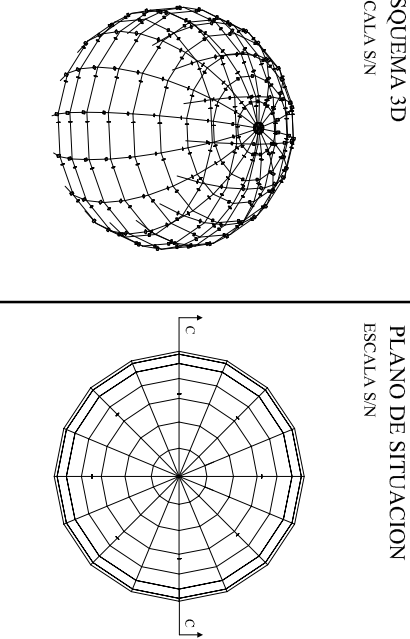 SQUEMA 3D
CALA S/N
PLANO DE SITUACION
ESCALA S/N
C
C